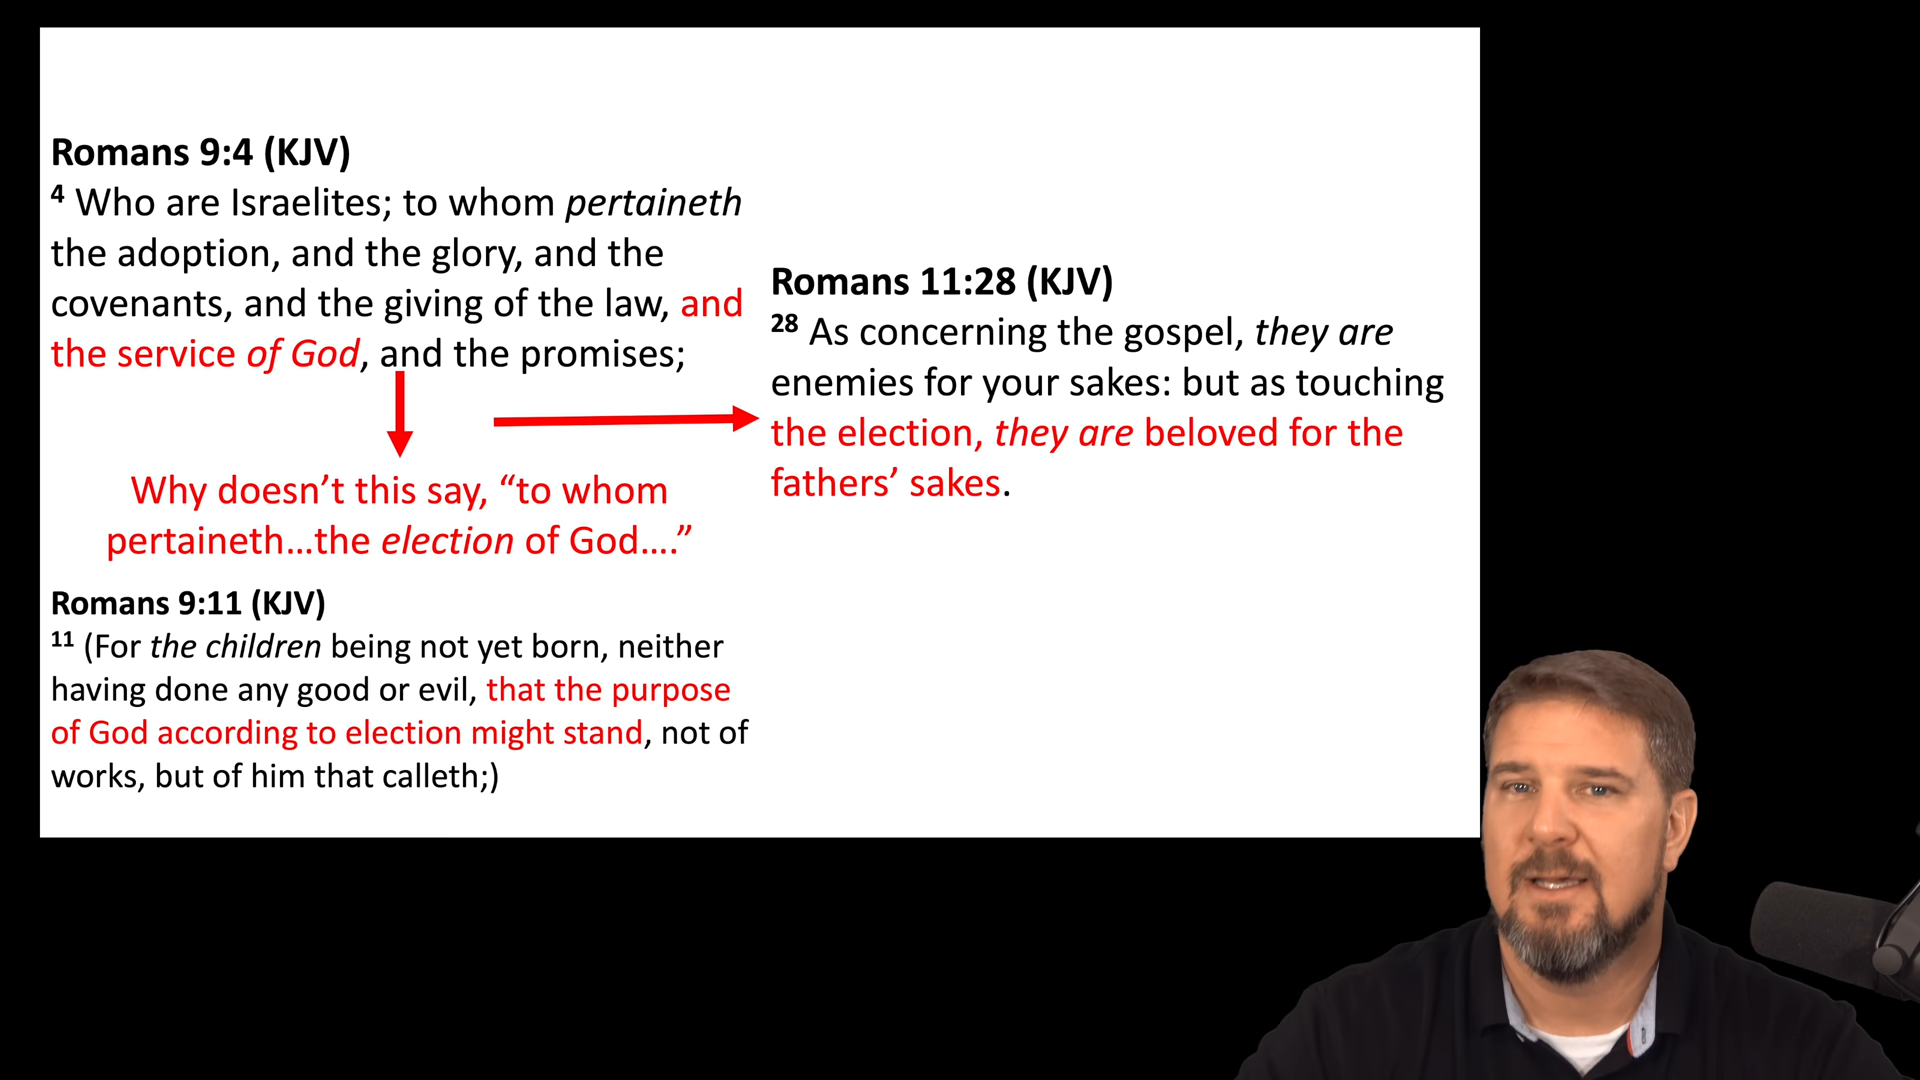 Romans 9:4 (KJV)
4 Who are Israelites; to whom pertaineth
the adoption, and the glory, and the
covenants, and the giving of the law, and
the service of God, and the promises;
Why doesn’t this say, “to whom
pertaineth...the election of God....”
Romans 9:11 (KJV)
11 (For the children being not yet born, neither
having done any good or evil, that the purpose
of God according to election might stand, not of
works, but of him that calleth;)
Romans 11:28 (KJV)
28 As concerning the gospel, they are
enemies for your sakes: but as touching
the election, they are beloved for the
fathers’ sakes.